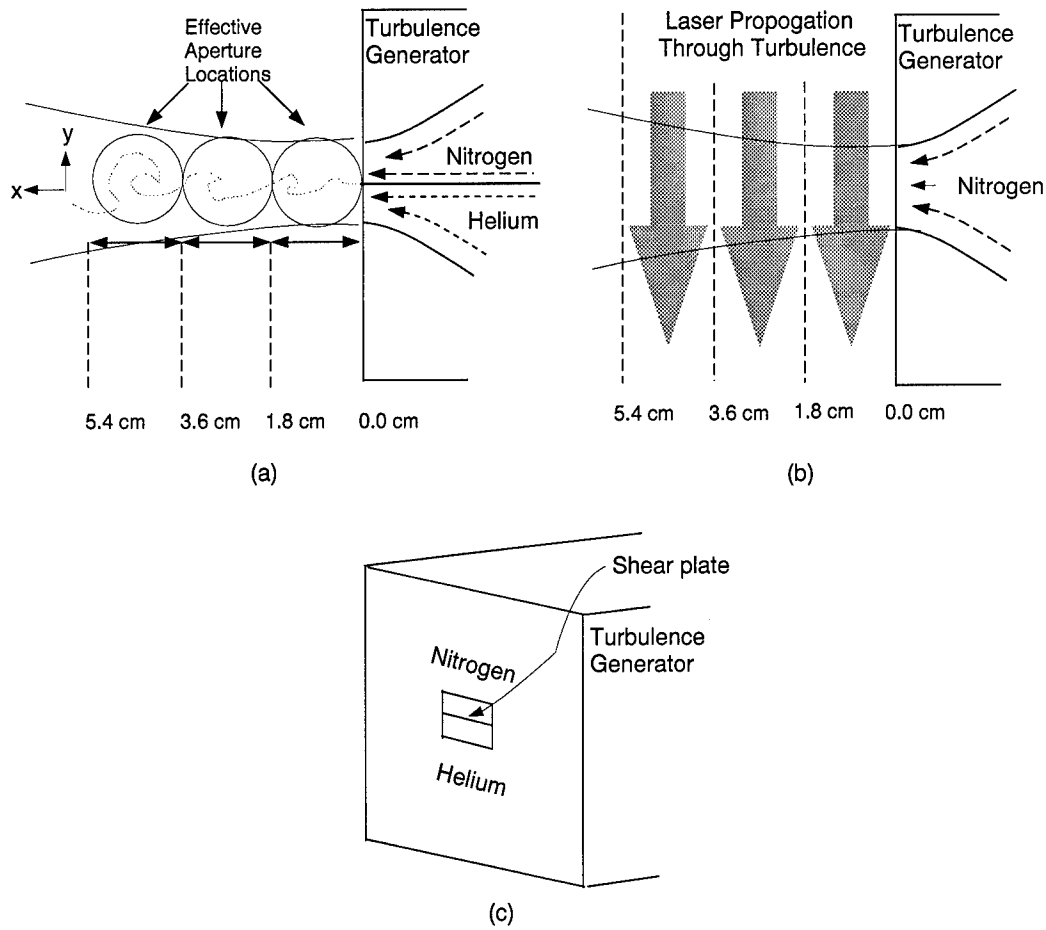 Effective
Aperture
Locations
Turbulence
Generator
y
x
Nitrogen
Helium
5.4 cm
3.6 cm
1.8 cm
0.0 cm
(a)
Laser Propogation
Through Turbulence
Turbulence
Generator
Nitrogen
5.4 cm
3.6 cm
1.8 cm
0.0 cm
(b)
Shear plate
Turbulence
Generator
Nitrogen
Helium
(c)